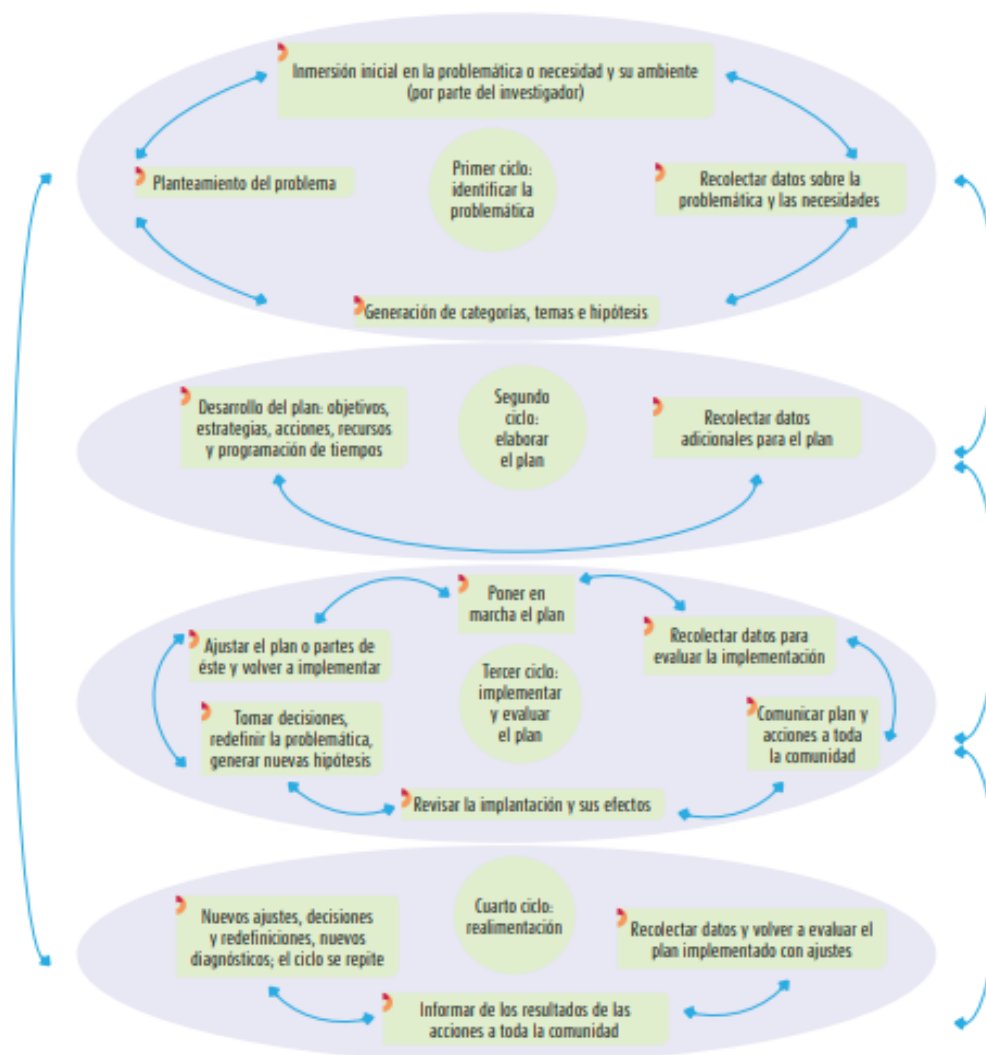 Inmersión inicial en la problemática o necesidad y su ambiente
(por parte del investigador)
Primer ciclo:
identificar la
problemática
Planteamiento del problema
Recolectar datos sobre la
problemática y las necesidades
Generación de categorías, temas e hipótesis
Segundo
ciclo:
elaborar
el plan
Desarrollo del plan: objetivos,
estrategias, acciones, recursos
y programación de tiempos
Recolectar datos
adicionales para el plan
Poner en
marcha el plan
Ajustar el plan o partes de
éste y volver a implementar
Recolectar datos para
evaluar la implementación
Tercer ciclo:
implementar
y evaluar
el plan
Tomar decisiones,
redefinir la problemática,
generar nuevas hipótesis
Comunicar plan y
acciones a toda
la comunidad
Revisar la implantación y sus efectos
Cuarto ciclo:
realimentación
Nuevos ajustes, decisiones
y redefiniciones, nuevos
diagnósticos; el ciclo se repite
Recolectar datos y volver a evaluar el
plan implementado con ajustes
Informar de los resultados de las
acciones a toda la comunidad